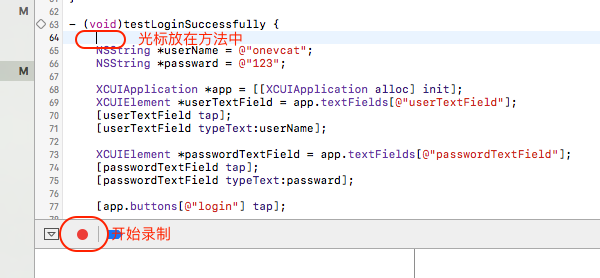 62
M
63 - (void)testLoginSuccessfully {
64 光标放在方法中
65 NSString *userName = @"onevcat";
M 66 NSString *passward = @"123";
67
68 XCUIApplication *app = [[XCUIApplication alloc] init];
69 XCUIElement *userTextField = app.textFields[@"userTextField"];
70 [userTextField tap];
71 [userTextField typeText:userName];
72
73 XCUIElement *passwordTextField = app.textFields[@"passwordTextField"];
74 [passwordTextField tap];
75 [passwordTextField typeText:passward];
76
77 [app.buttons[@"login"] tap];
开始录制